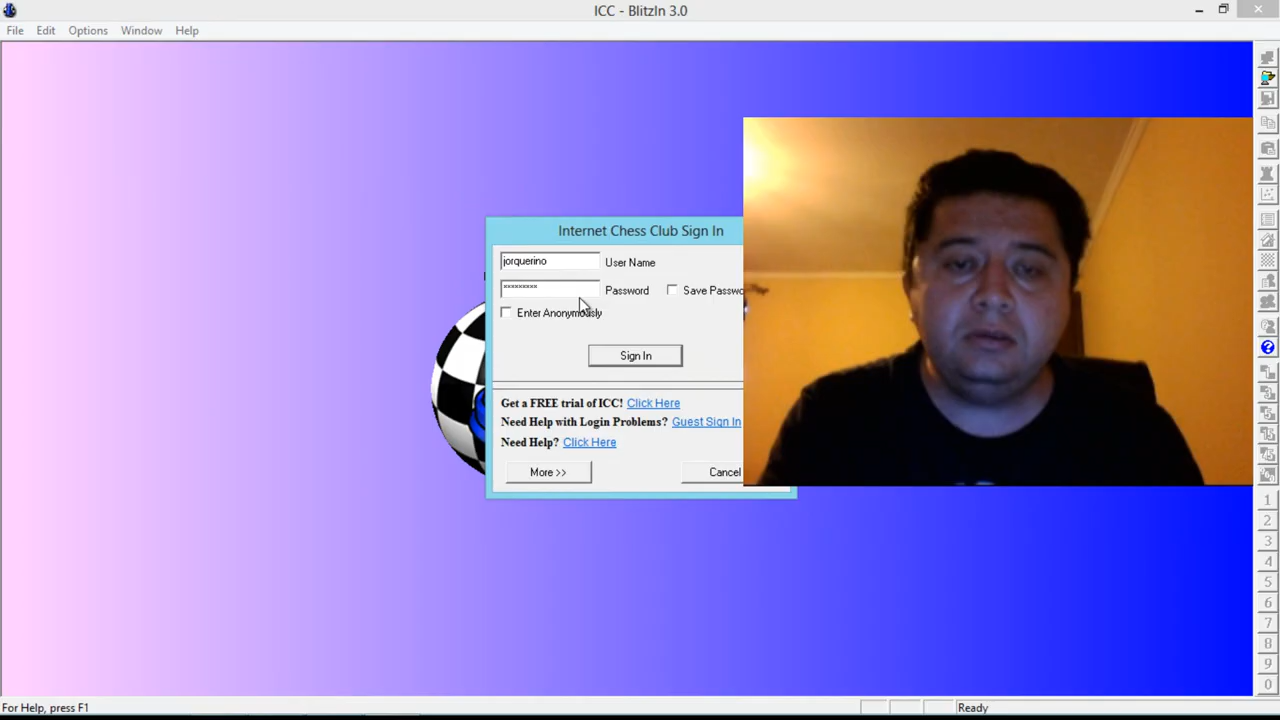 ICC - BlitzIn 3.0
File Edit Options Window Help
Internet Chess Club Sign In
jorquerino User Name
********* Password Save Passwo
Enter Anonymously
Sign In
Get a FREE trial of ICC! Click Here
Need Help with Login Problems? Guest Sign In
Need Help? Click Here
More >> Cancel
1
2
3
4
5
6
7
8
9
0
For Help, press F1 Ready